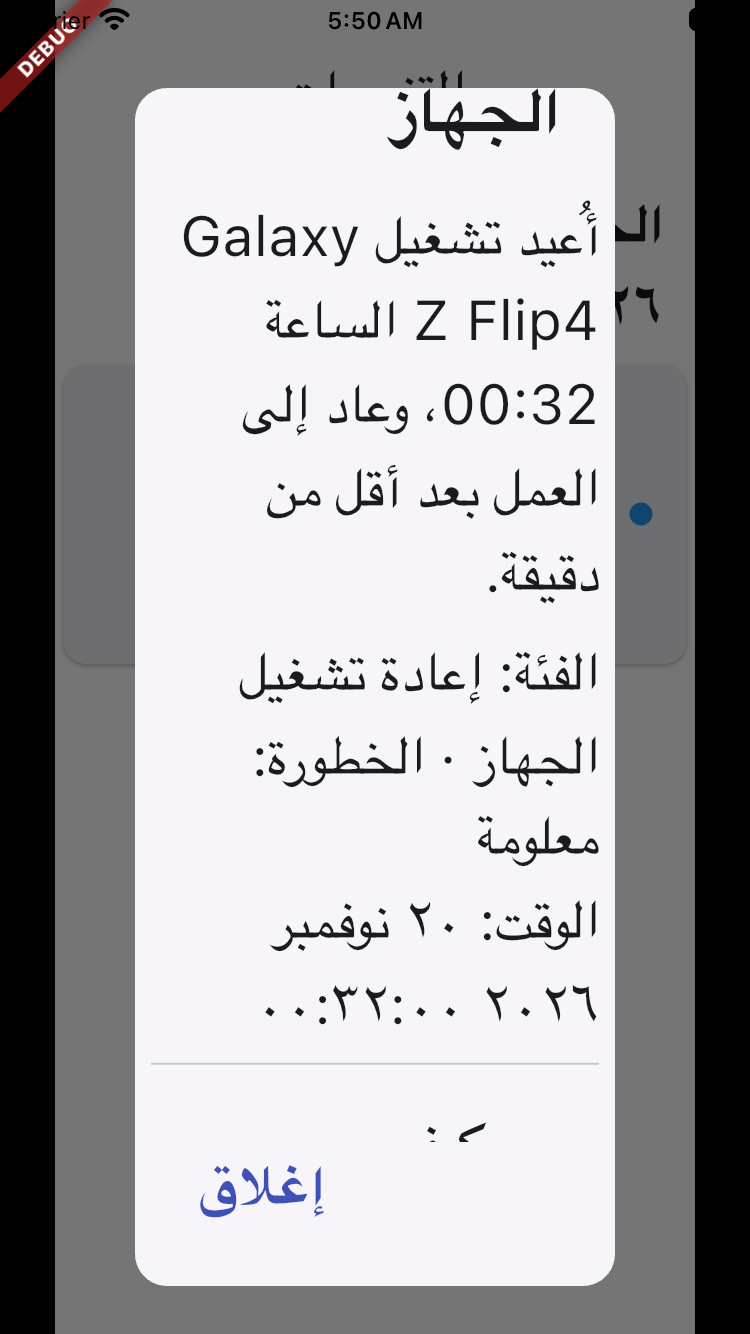 5:50 AM
DEBUG
الجهاز
أُعيد تشغيل Galaxy
Z Flip4 الساعة
00:32، وعاد إلى
العمل بعد أقل من
دقيقة.
الفئة: إعادة تشغيل
الجهاز · الخطورة:
معلومة
الوقت: ٢٠ نوفمبر
٢٠٢٦ ٠٠:٣٢:٠٠
إغلاق